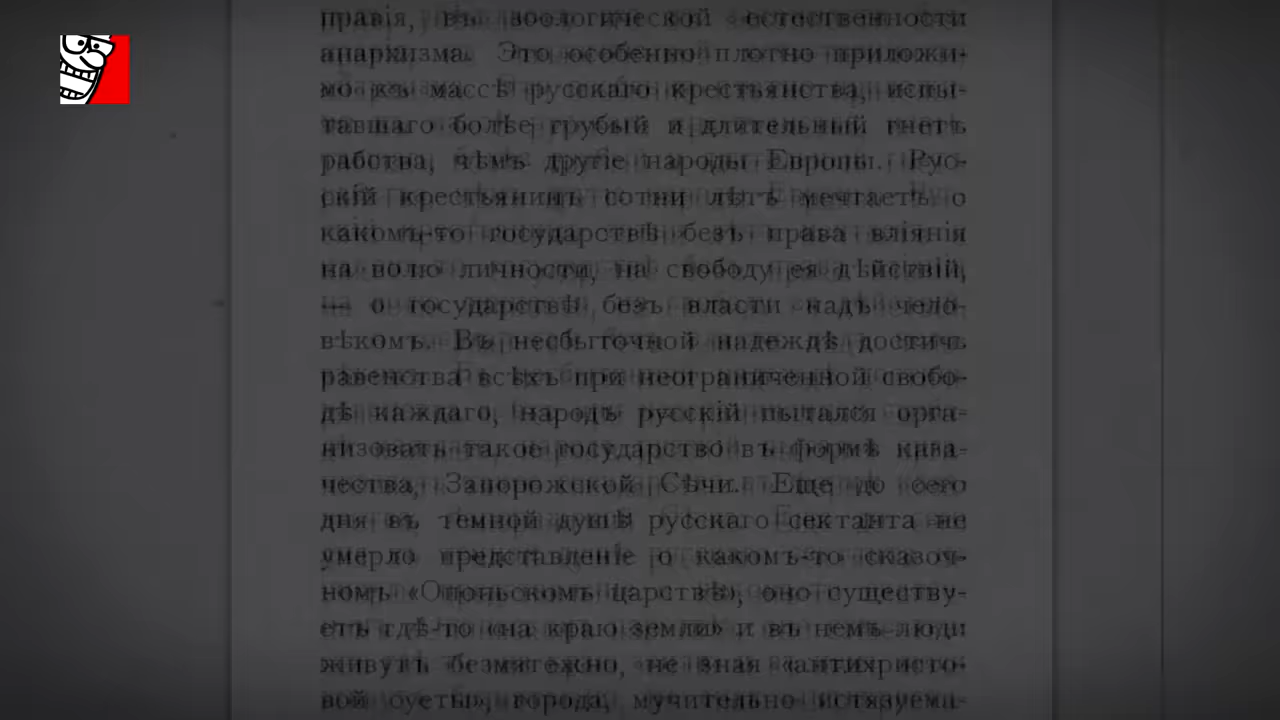 правія, въ зоологической естественности
анархизма. Это особенно плотно приложи-
мо къ массѣ русскаго крестьянства, испы-
тавшаго болѣе грубый и длительный гнетъ
рабства, чѣмъ другіе народы Европы. Рус-
скій крестьянинъ сотни лѣтъ мечтаетъ о
какомъ-то государствѣ безъ права вліянія
на волю личности, на свободу ея дѣйствій,
— о государствѣ безъ власти надъ чело-
вѣкомъ. Въ несбыточной надеждѣ достичь
равенства всѣхъ при неограниченной свобо-
дѣ каждаго, народъ русскій пытался орга-
низовать такое государство въ формѣ каза-
чества, Запорожской Сѣчи. Еще до сего
дня въ темной душѣ русскаго сектанта не
умерло представленіе о какомъ-то сказоч-
номъ «Опоньскомъ царствѣ», оно существу-
етъ гдѣ-то «на краю земли» и въ немъ люди
живутъ безмятежно, не зная «антихристо-
вой суеты», города, мучительно истязуема-